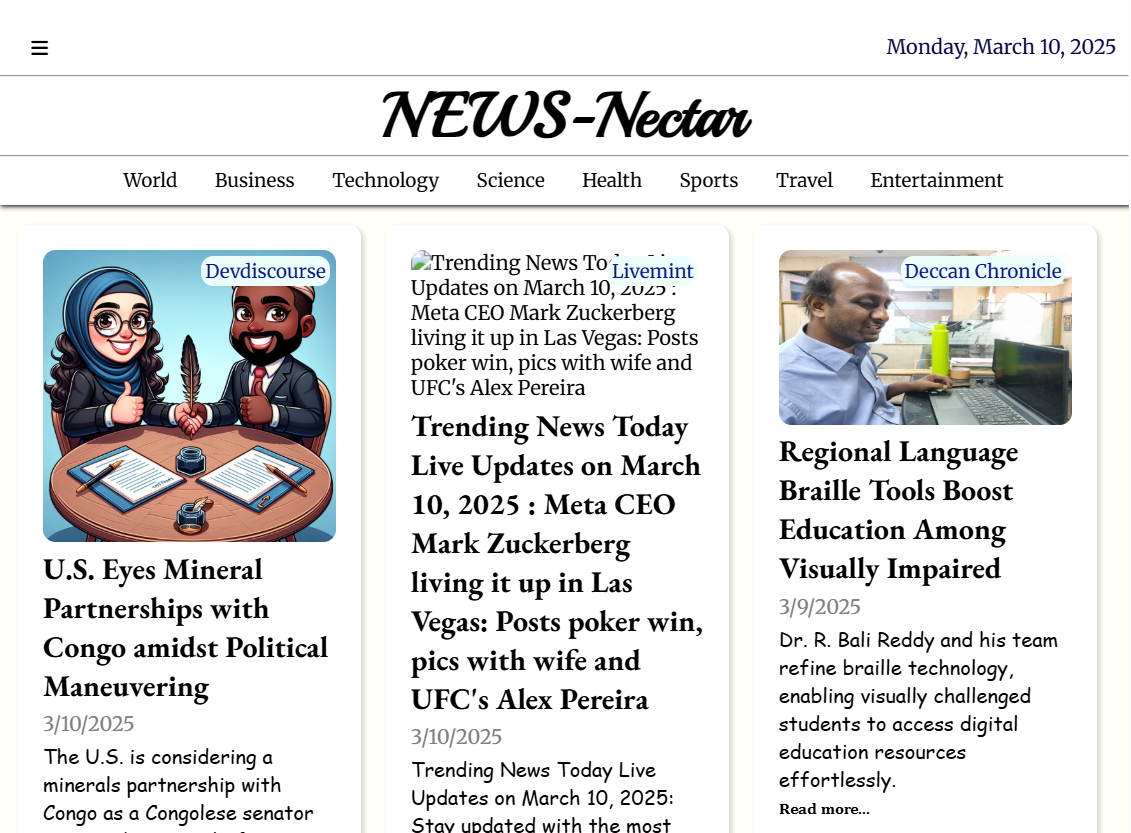 Monday, March 10, 2025
NEWS-Nectar
World Business Technology Science Health Sports Travel Entertainment
Devdiscourse
U.S. Eyes Mineral
Partnerships with
Congo amidst Political
Maneuvering
3/10/2025
The U.S. is considering a
minerals partnership with
Congo as a Congolese senator
Livemint
Trending News Today Live
Updates on March 10, 2025 :
Meta CEO Mark Zuckerberg
living it up in Las Vegas: Posts
poker win, pics with wife and
UFC's Alex Pereira
Trending News Today
Live Updates on March
10, 2025 : Meta CEO
Mark Zuckerberg
living it up in Las
Vegas: Posts poker win,
pics with wife and
UFC's Alex Pereira
3/10/2025
Trending News Today Live
Updates on March 10, 2025:
Stay updated with the most
Deccan Chronicle
Regional Language
Braille Tools Boost
Education Among
Visually Impaired
3/9/2025
Dr. R. Bali Reddy and his team
refine braille technology,
enabling visually challenged
students to access digital
education resources
effortlessly.
Read more...